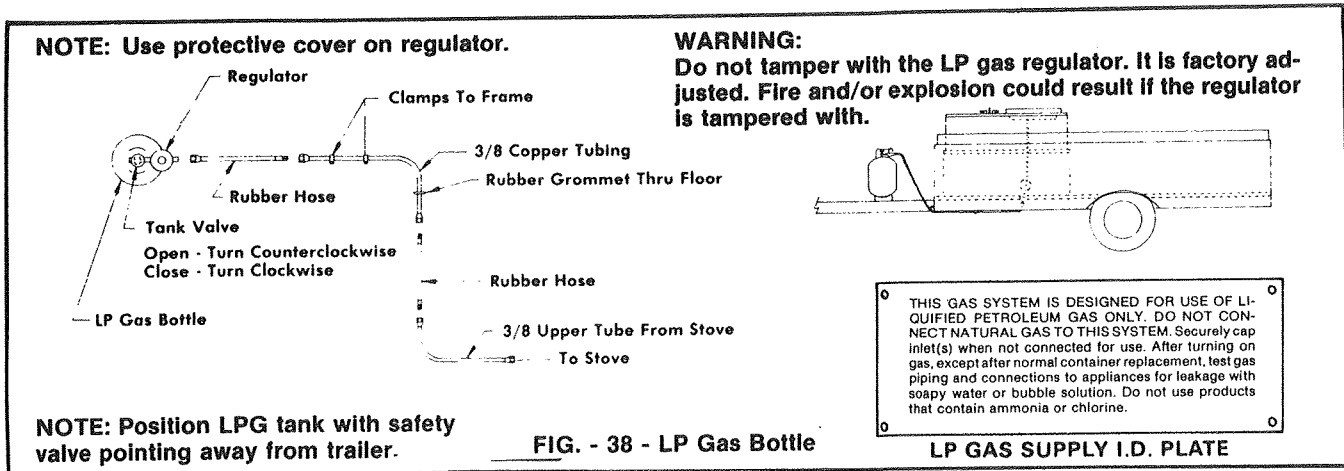 NOTE: Use protective cover on regulator.
Regulator
Clamps To Frame
3/8 Copper Tubing
Rubber Grommet Thru Floor
Rubber Hose
Tank Valve
Open - Turn Counterclockwise
Close - Turn Clockwise
Rubber Hose
LP Gas Bottle
3/8 Upper Tube From Stove
To Stove
NOTE: Position LPG tank with safety
valve pointing away from trailer.
FIG. - 38 - LP Gas Bottle
WARNING:
Do not tamper with the LP gas regulator. It is factory ad-
justed. Fire and/or explosion could result if the regulator
is tampered with.
THIS GAS SYSTEM IS DESIGNED FOR USE OF LI-
QUIFIED PETROLEUM GAS ONLY. DO NOT CON-
NECT NATURAL GAS TO THIS SYSTEM. Securely cap
inlet(s) when not connected for use. After turning on
gas, except after normal container replacement, test gas
piping and connections to appliances for leakage with
soapy water or bubble solution. Do not use products
that contain ammonia or chlorine.
LP GAS SUPPLY I.D. PLATE